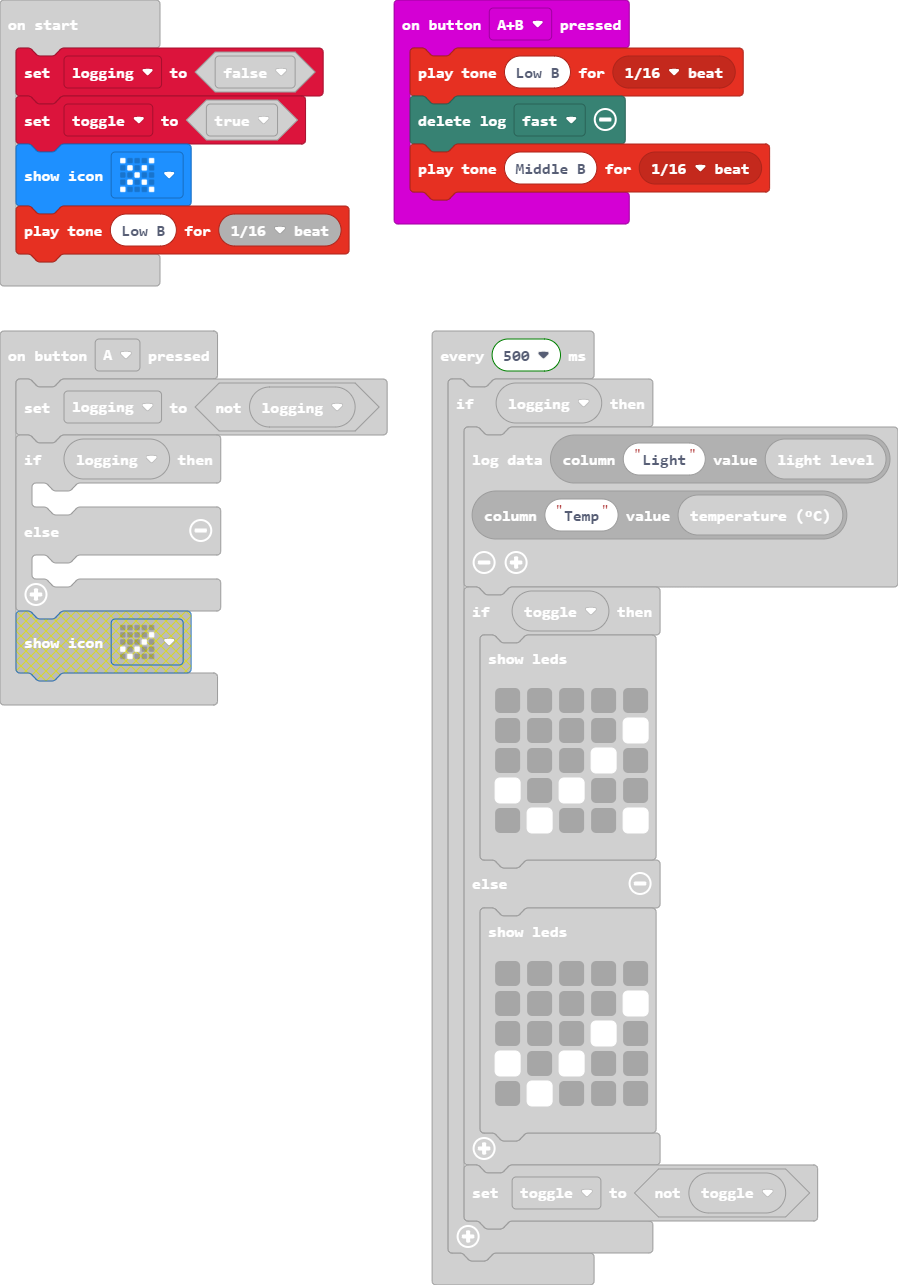 on start
set logging to false
set toggle to true
show icon
play tone Low B for 1/16 beat
on button A+B pressed
play tone Low B for 1/16 beat
delete log fast
play tone Middle B for 1/16 beat
on button A pressed
set logging to not logging
if logging then
else
show icon
every 500 ms
if logging then
log data column "Light" value light level
column "Temp" value temperature (ºC)
if toggle then
show leds
else
show leds
set toggle to not toggle